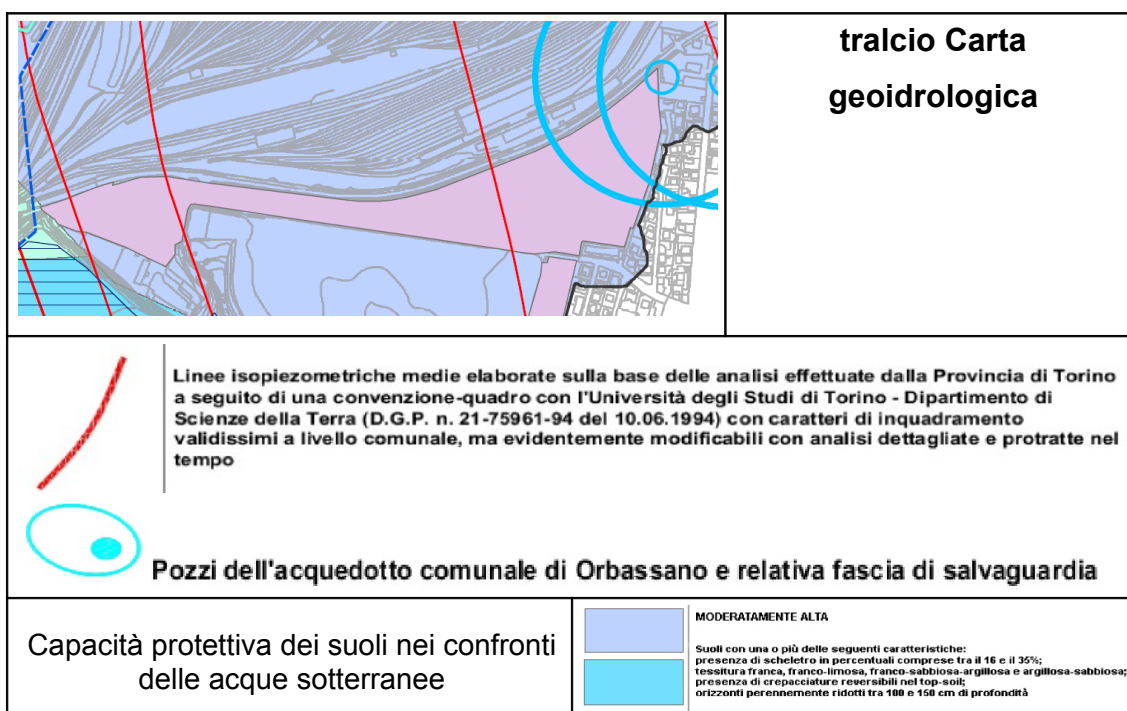 tralcio Carta
geoidrologica
Linee isopiezometriche medie elaborate sulla base delle analisi effettuate dalla Provincia di Torino
a seguito di una convenzione-quadro con l'Università degli Studi di Torino - Dipartimento di
Scienze della Terra (D.G.P. n. 21-75961-94 del 10.06.1994) con caratteri di inquadramento
validissimi a livello comunale, ma evidentemente modificabili con analisi dettagliate e protratte nel
tempo
Pozzi dell'acquedotto comunale di Orbassano e relativa fascia di salvaguardia
Capacità protettiva dei suoli nei confronti
delle acque sotterranee
MODERATAMENTE ALTA
Suoli con una o più delle seguenti caratteristiche:
presenza di scheletro in percentuali comprese tra il 16 e il 35%;
tessitura franca, franco-limosa, franco-sabbiosa-argillosa e argillosa-sabbiosa;
presenza di crepacciature reversibili nel top-soil;
orizzonti perennemente ridotti tra 100 e 150 cm di profondità